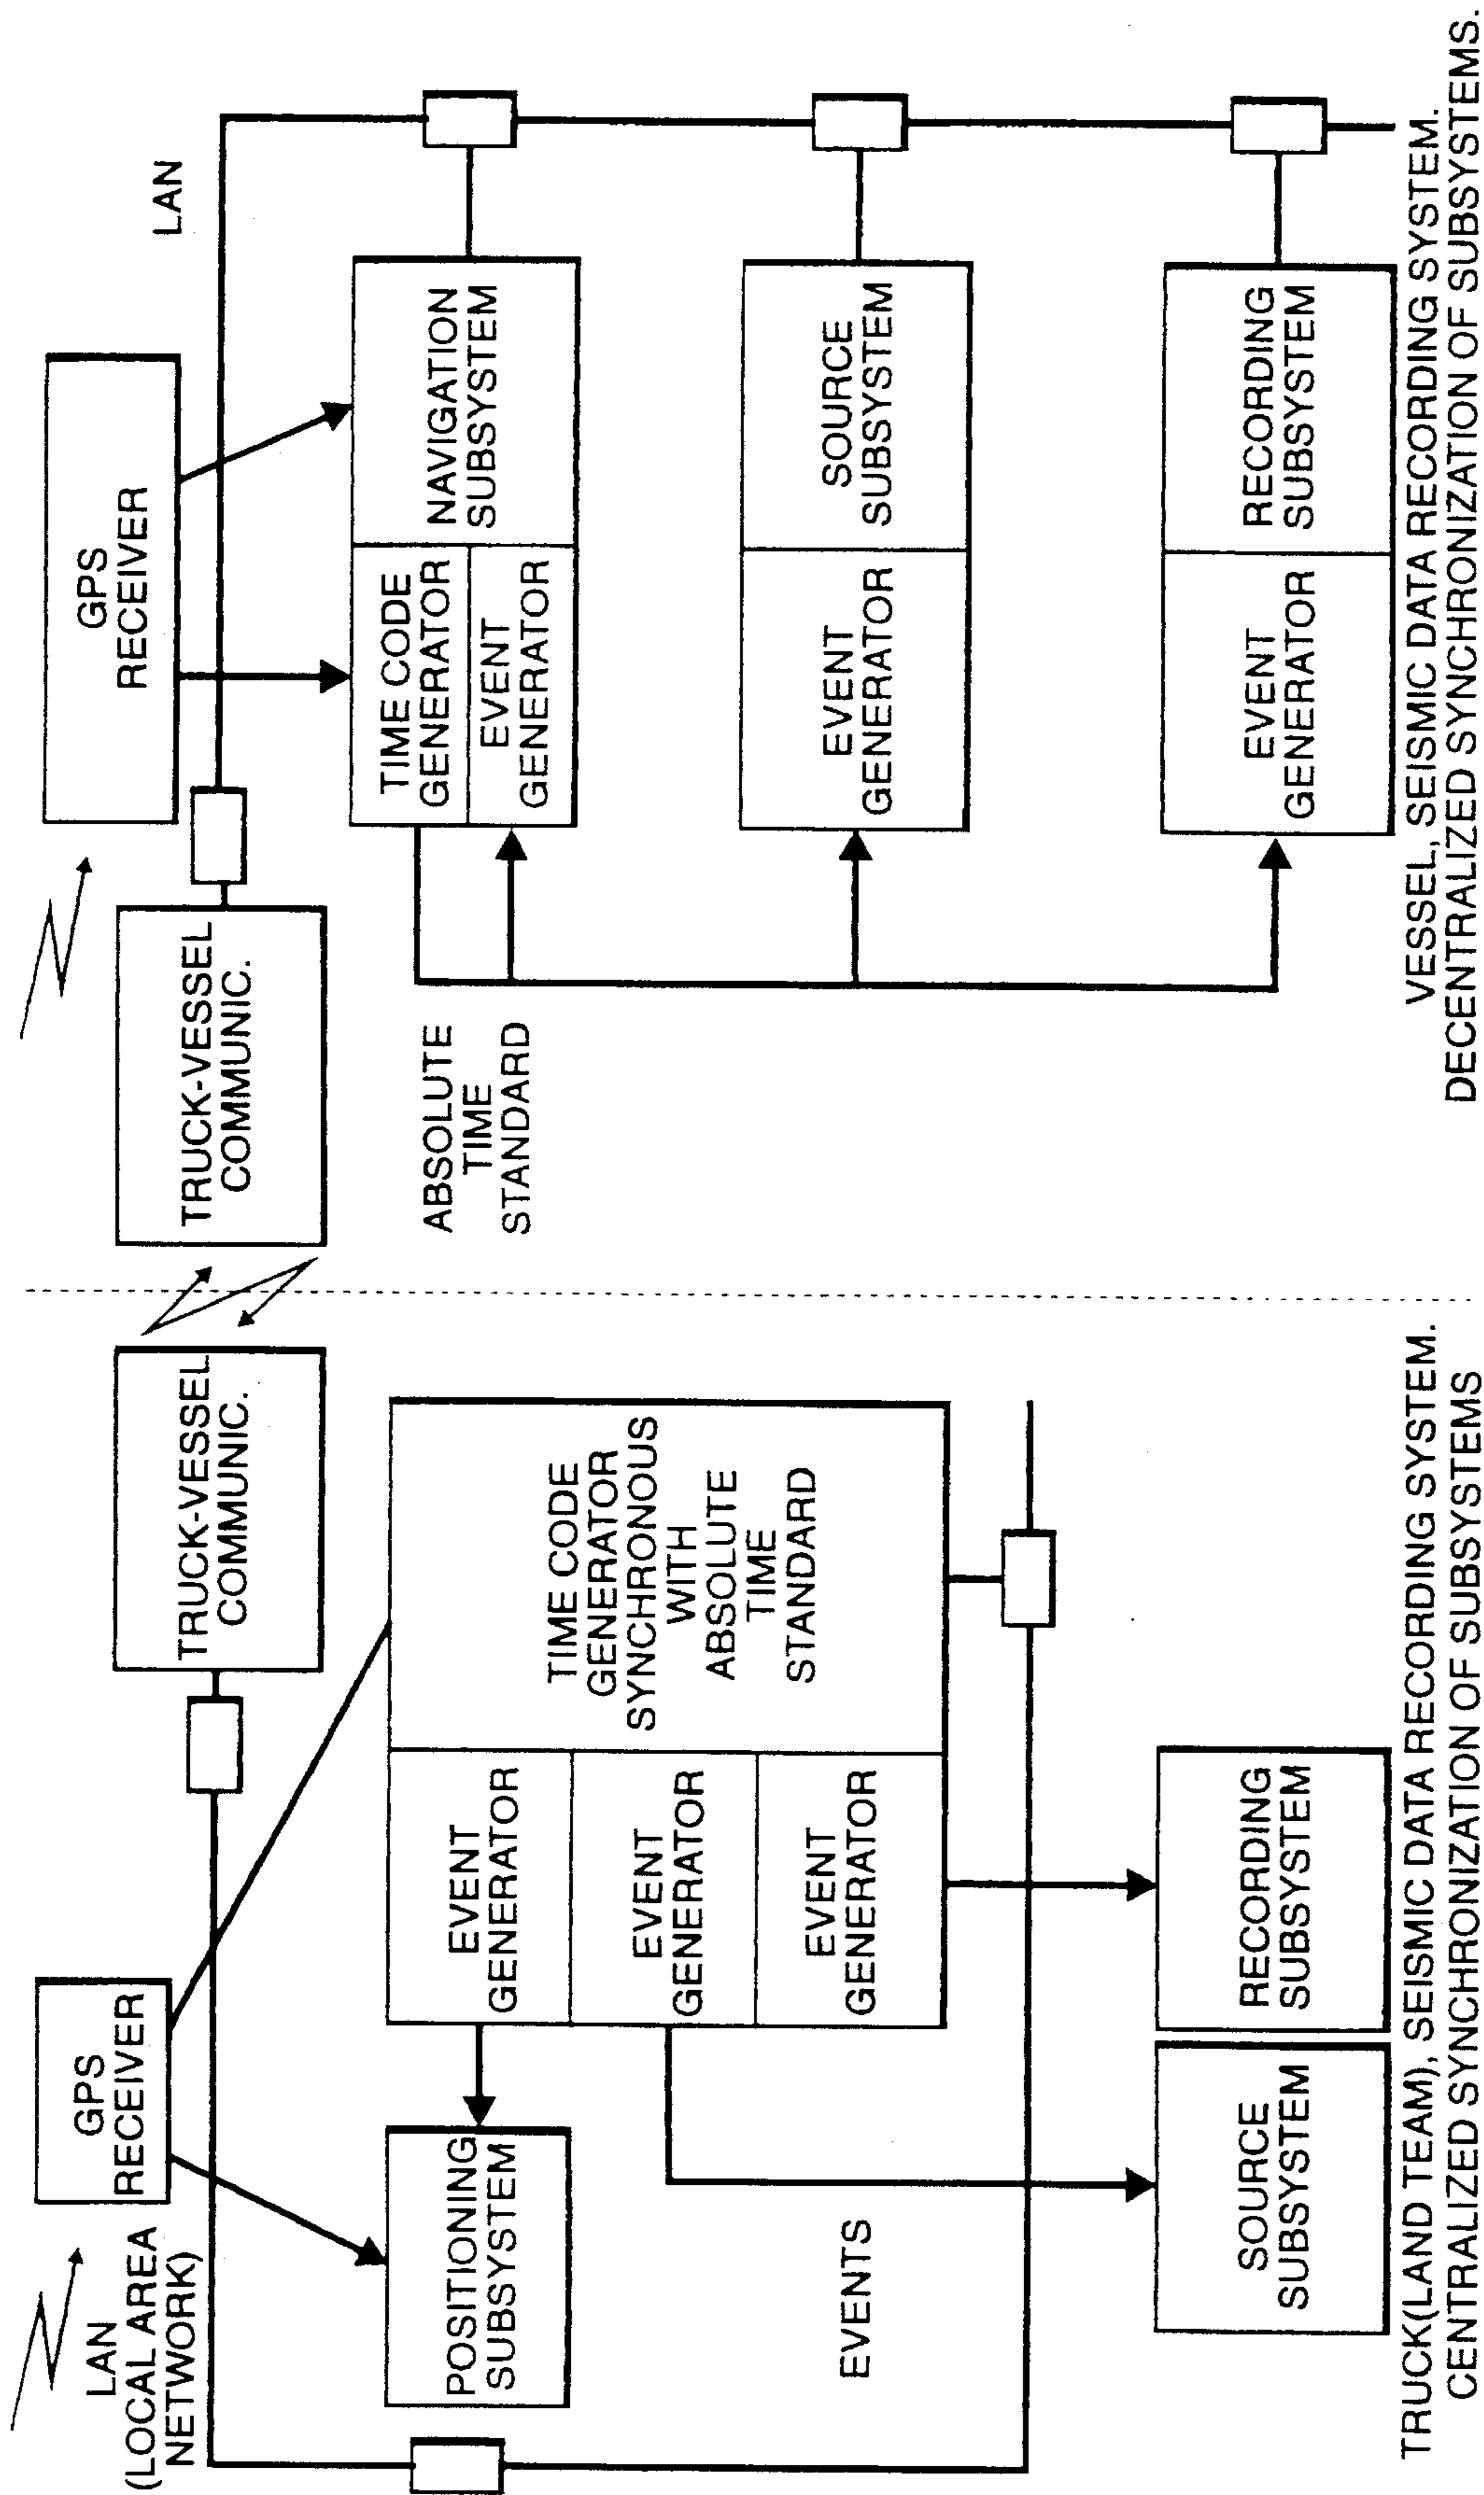 LAN
(LOCAL AREA
NETWORK)
GPS
RECEIVER
TRUCK-VESSEL
COMMUNIC.
POSITIONING
SUBSYSTEM
EVENT
GENERATOR
EVENT
GENERATOR
EVENT
GENERATOR
TIME CODE
GENERATOR
SYNCHRONOUS
WITH
ABSOLUTE
TIME
STANDARD
EVENTS
SOURCE
SUBSYSTEM
RECORDING
SUBSYSTEM
TRUCK(LAND TEAM), SEISMIC DATA RECORDING SYSTEM.
CENTRALIZED SYNCHRONIZATION OF SUBSYSTEMS
TRUCK-VESSEL
COMMUNIC.
GPS
RECEIVER
LAN
ABSOLUTE
TIME
STANDARD
TIME CODE
GENERATOR
EVENT
GENERATOR
NAVIGATION
SUBSYSTEM
EVENT
GENERATOR
SOURCE
SUBSYSTEM
EVENT
GENERATOR
RECORDING
SUBSYSTEM
VESSEL, SEISMIC DATA RECORDING SYSTEM.
DECENTRALIZED SYNCHRONIZATION OF SUBSYSTEMS.